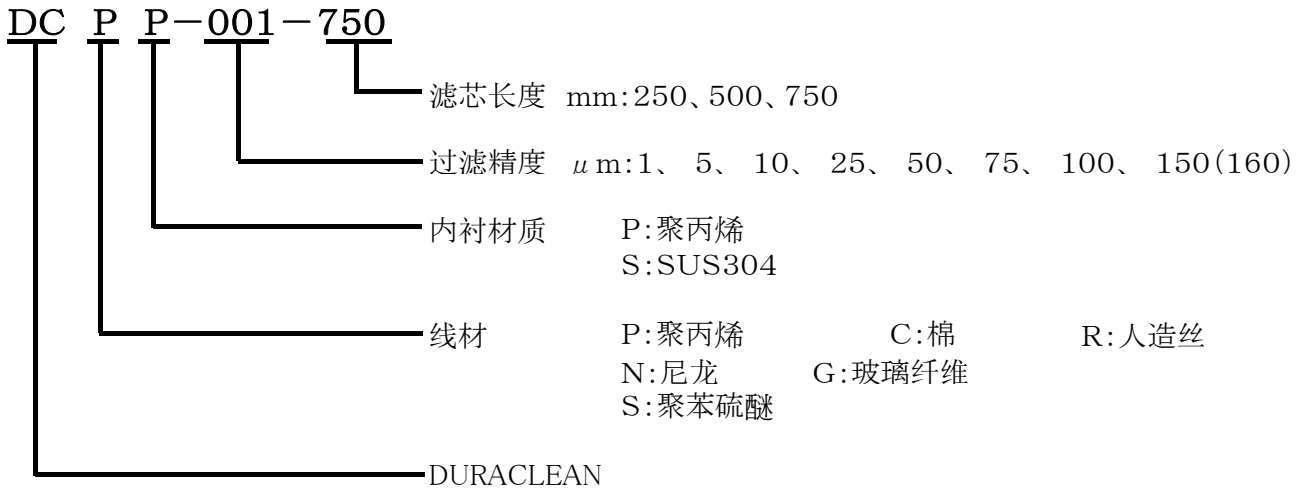 DC P P-001-750
滤芯长度 mm:250、500、750
过滤精度 μm:1、 5、 10、 25、 50、 75、 100、 150(160)
内衬材质 P:聚丙烯
S:SUS304
线材 P:聚丙烯 C:棉 R:人造丝
N:尼龙 G:玻璃纤维
S:聚苯硫醚
DURACLEAN